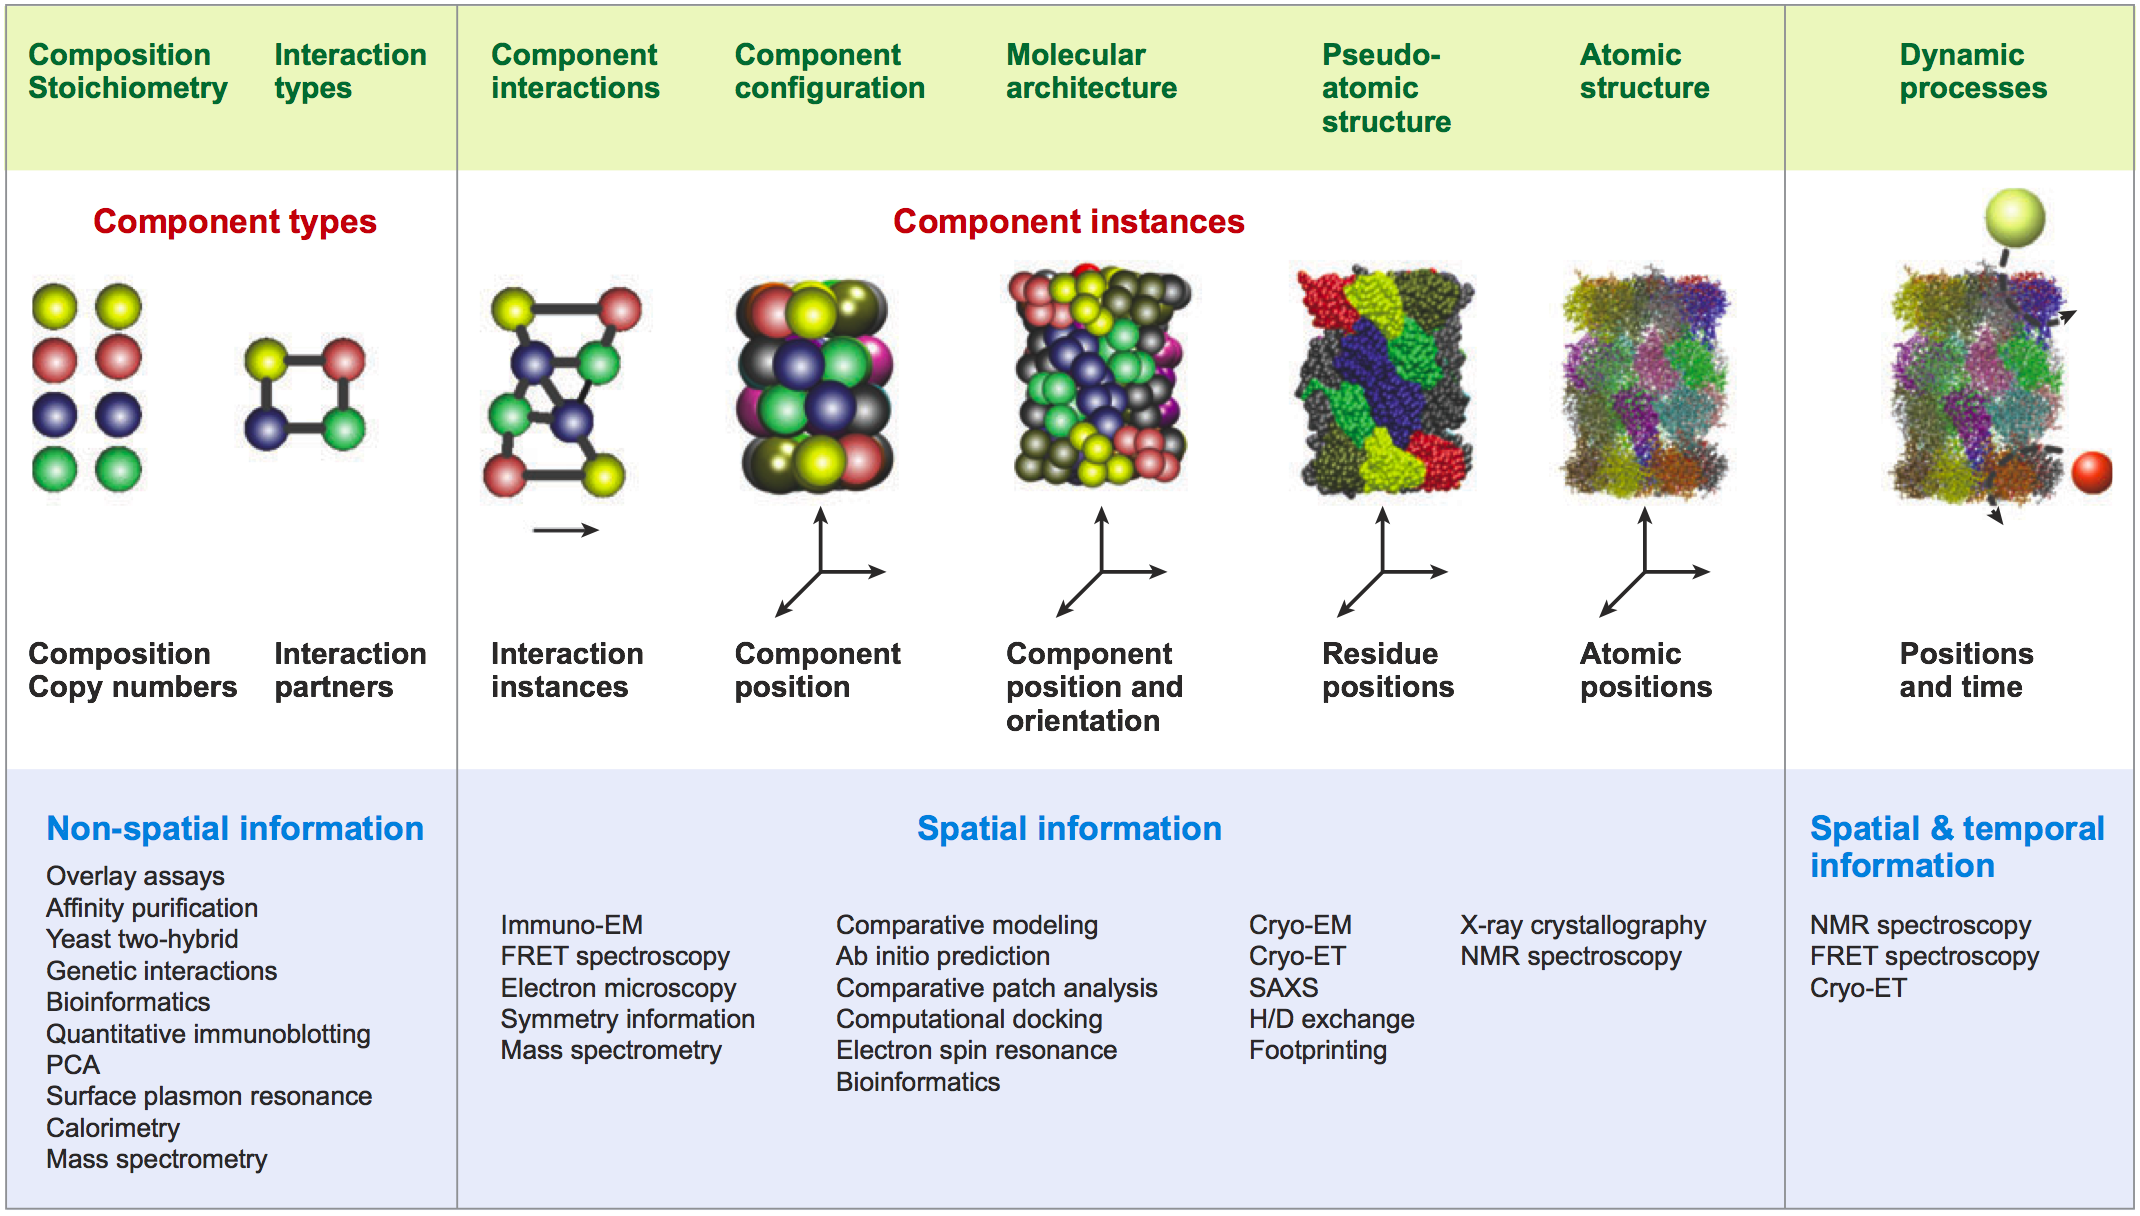 Composition
Stoichiometry
Interaction
types
Component
interactions
Component
configuration
Molecular
architecture
Pseudo-
atomic
structure
Atomic
structure
Dynamic
processes
Component types
Component instances
Composition
Copy numbers
Interaction
partners
Interaction
instances
Component
position
Component
position and
orientation
Residue
positions
Atomic
positions
Positions
and time
Non-spatial information
Overlay assays
Affinity purification
Yeast two-hybrid
Genetic interactions
Bioinformatics
Quantitative immunoblotting
PCA
Surface plasmon resonance
Calorimetry
Mass spectrometry
Spatial information
Immuno-EM
FRET spectroscopy
Electron microscopy
Symmetry information
Mass spectrometry
Comparative modeling
Ab initio prediction
Comparative patch analysis
Computational docking
Electron spin resonance
Bioinformatics
Cryo-EM
Cryo-ET
SAXS
H/D exchange
Footprinting
X-ray crystallography
NMR spectroscopy
Spatial & temporal
information
NMR spectroscopy
FRET spectroscopy
Cryo-ET